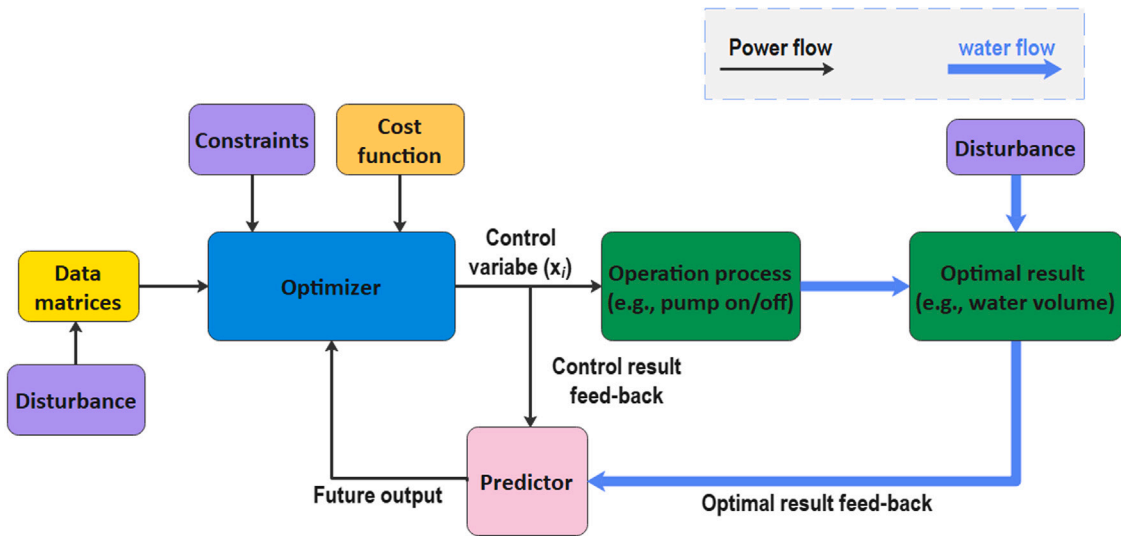 Power flow
water flow
Constraints
Cost
function
Disturbance
Data
matrices
Optimizer
Control
variabe (xᵢ)
Operation process
(e.g., pump on/off)
Optimal result
(e.g., water volume)
Disturbance
Control result
feed-back
Predictor
Future output
Optimal result feed-back